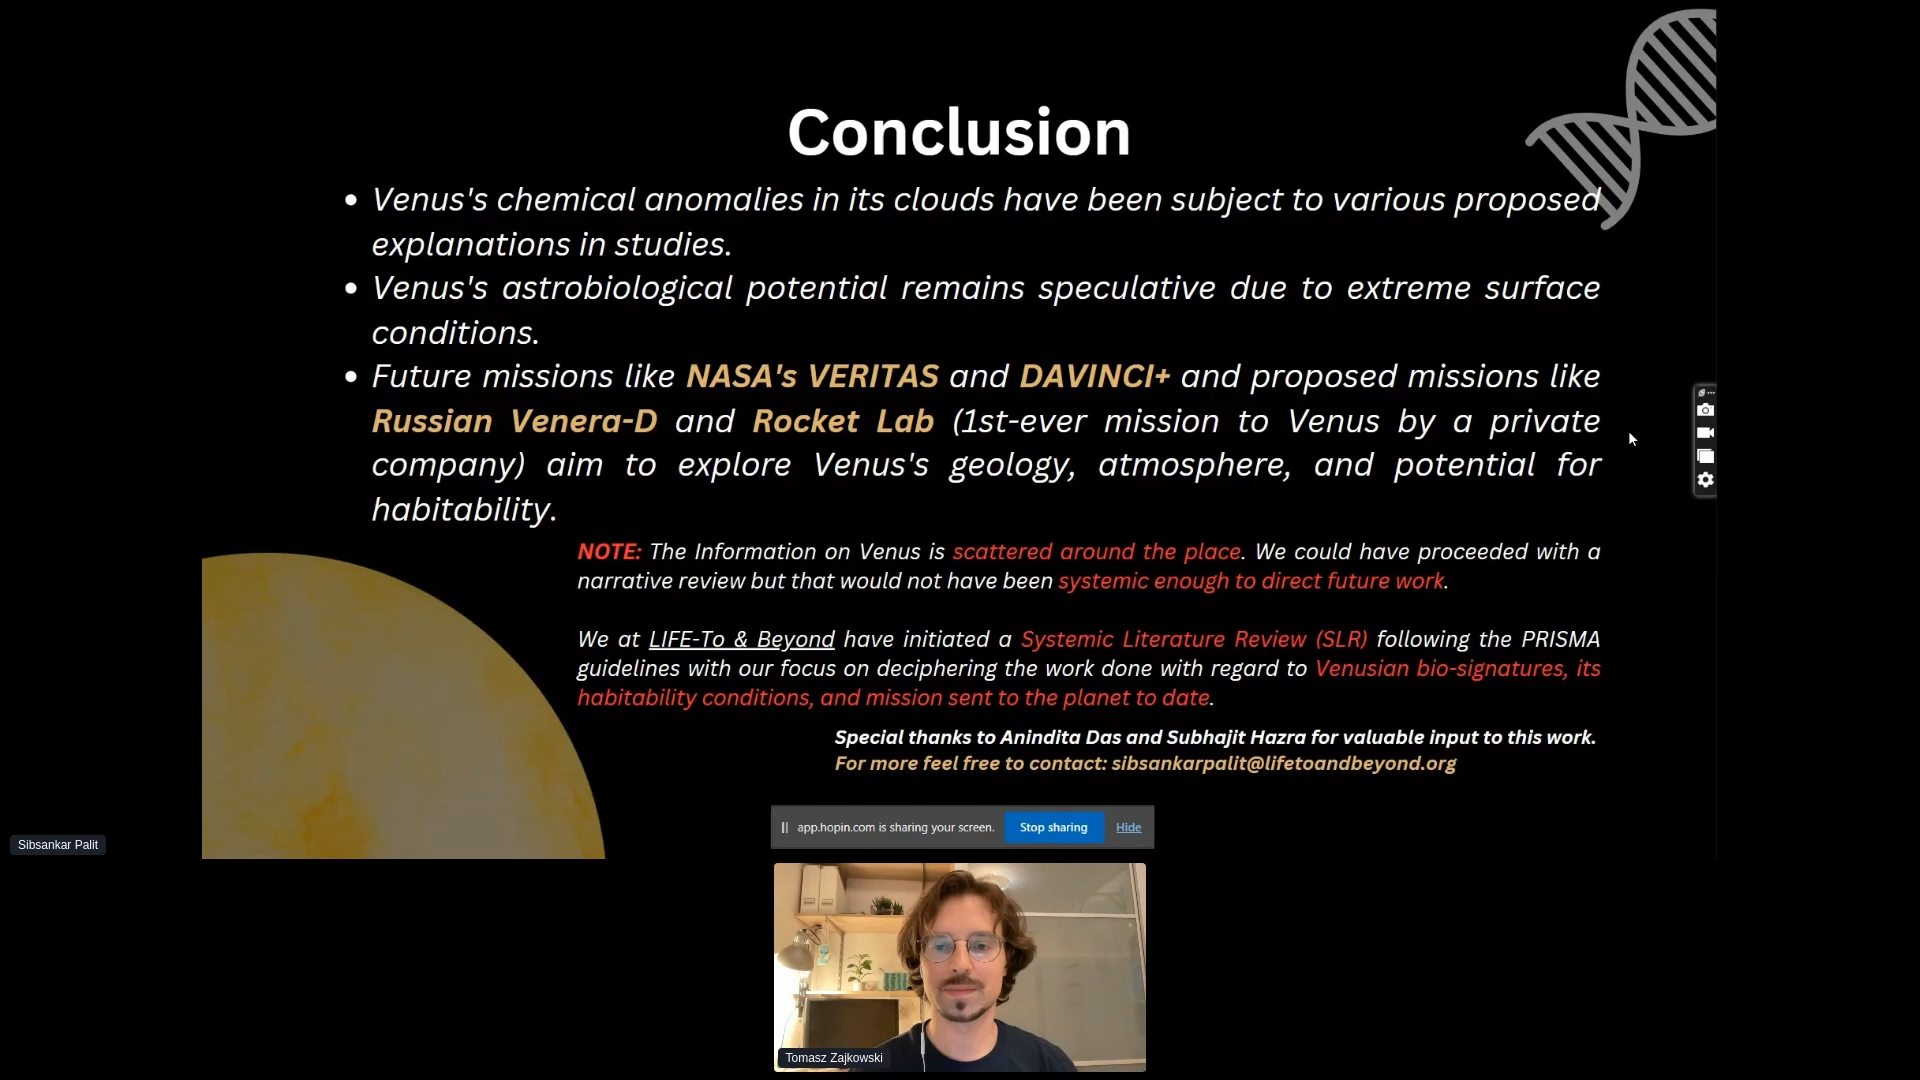 Conclusion
• Venus's chemical anomalies in its clouds have been subject to various proposed
explanations in studies.
• Venus's astrobiological potential remains speculative due to extreme surface
conditions.
• Future missions like NASA's VERITAS and DAVINCI+ and proposed missions like
Russian Venera-D and Rocket Lab (1st-ever mission to Venus by a private
company) aim to explore Venus's geology, atmosphere, and potential for
habitability.
NOTE: The Information on Venus is scattered around the place. We could have proceeded with a
narrative review but that would not have been systemic enough to direct future work.
We at LIFE-To & Beyond have initiated a Systemic Literature Review (SLR) following the PRISMA
guidelines with our focus on deciphering the work done with regard to Venusian bio-signatures, its
habitability conditions, and mission sent to the planet to date.
Special thanks to Anindita Das and Subhajit Hazra for valuable input to this work.
For more feel free to contact: sibsankarpalit@lifetoandbeyond.org
app.hopin.com is sharing your screen. Stop sharing Hide
Sibsankar Palit
Tomasz Zajkowski